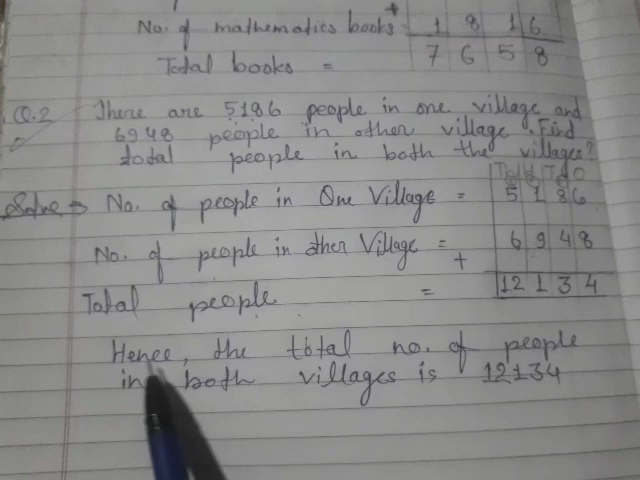 No. of mathematics books + 1 8 1 6
Total books = 7 6 5 8
Q.2 There are 5186 people in one village and
6948 people in other village. Find
total people in both the villages?
Th H T O
Solve → No. of people in One Village = 5 1 8 6
No. of people in other Village = + 6 9 4 8
Total people = 12 1 3 4
Hence, the total no. of people
in both villages is 12134